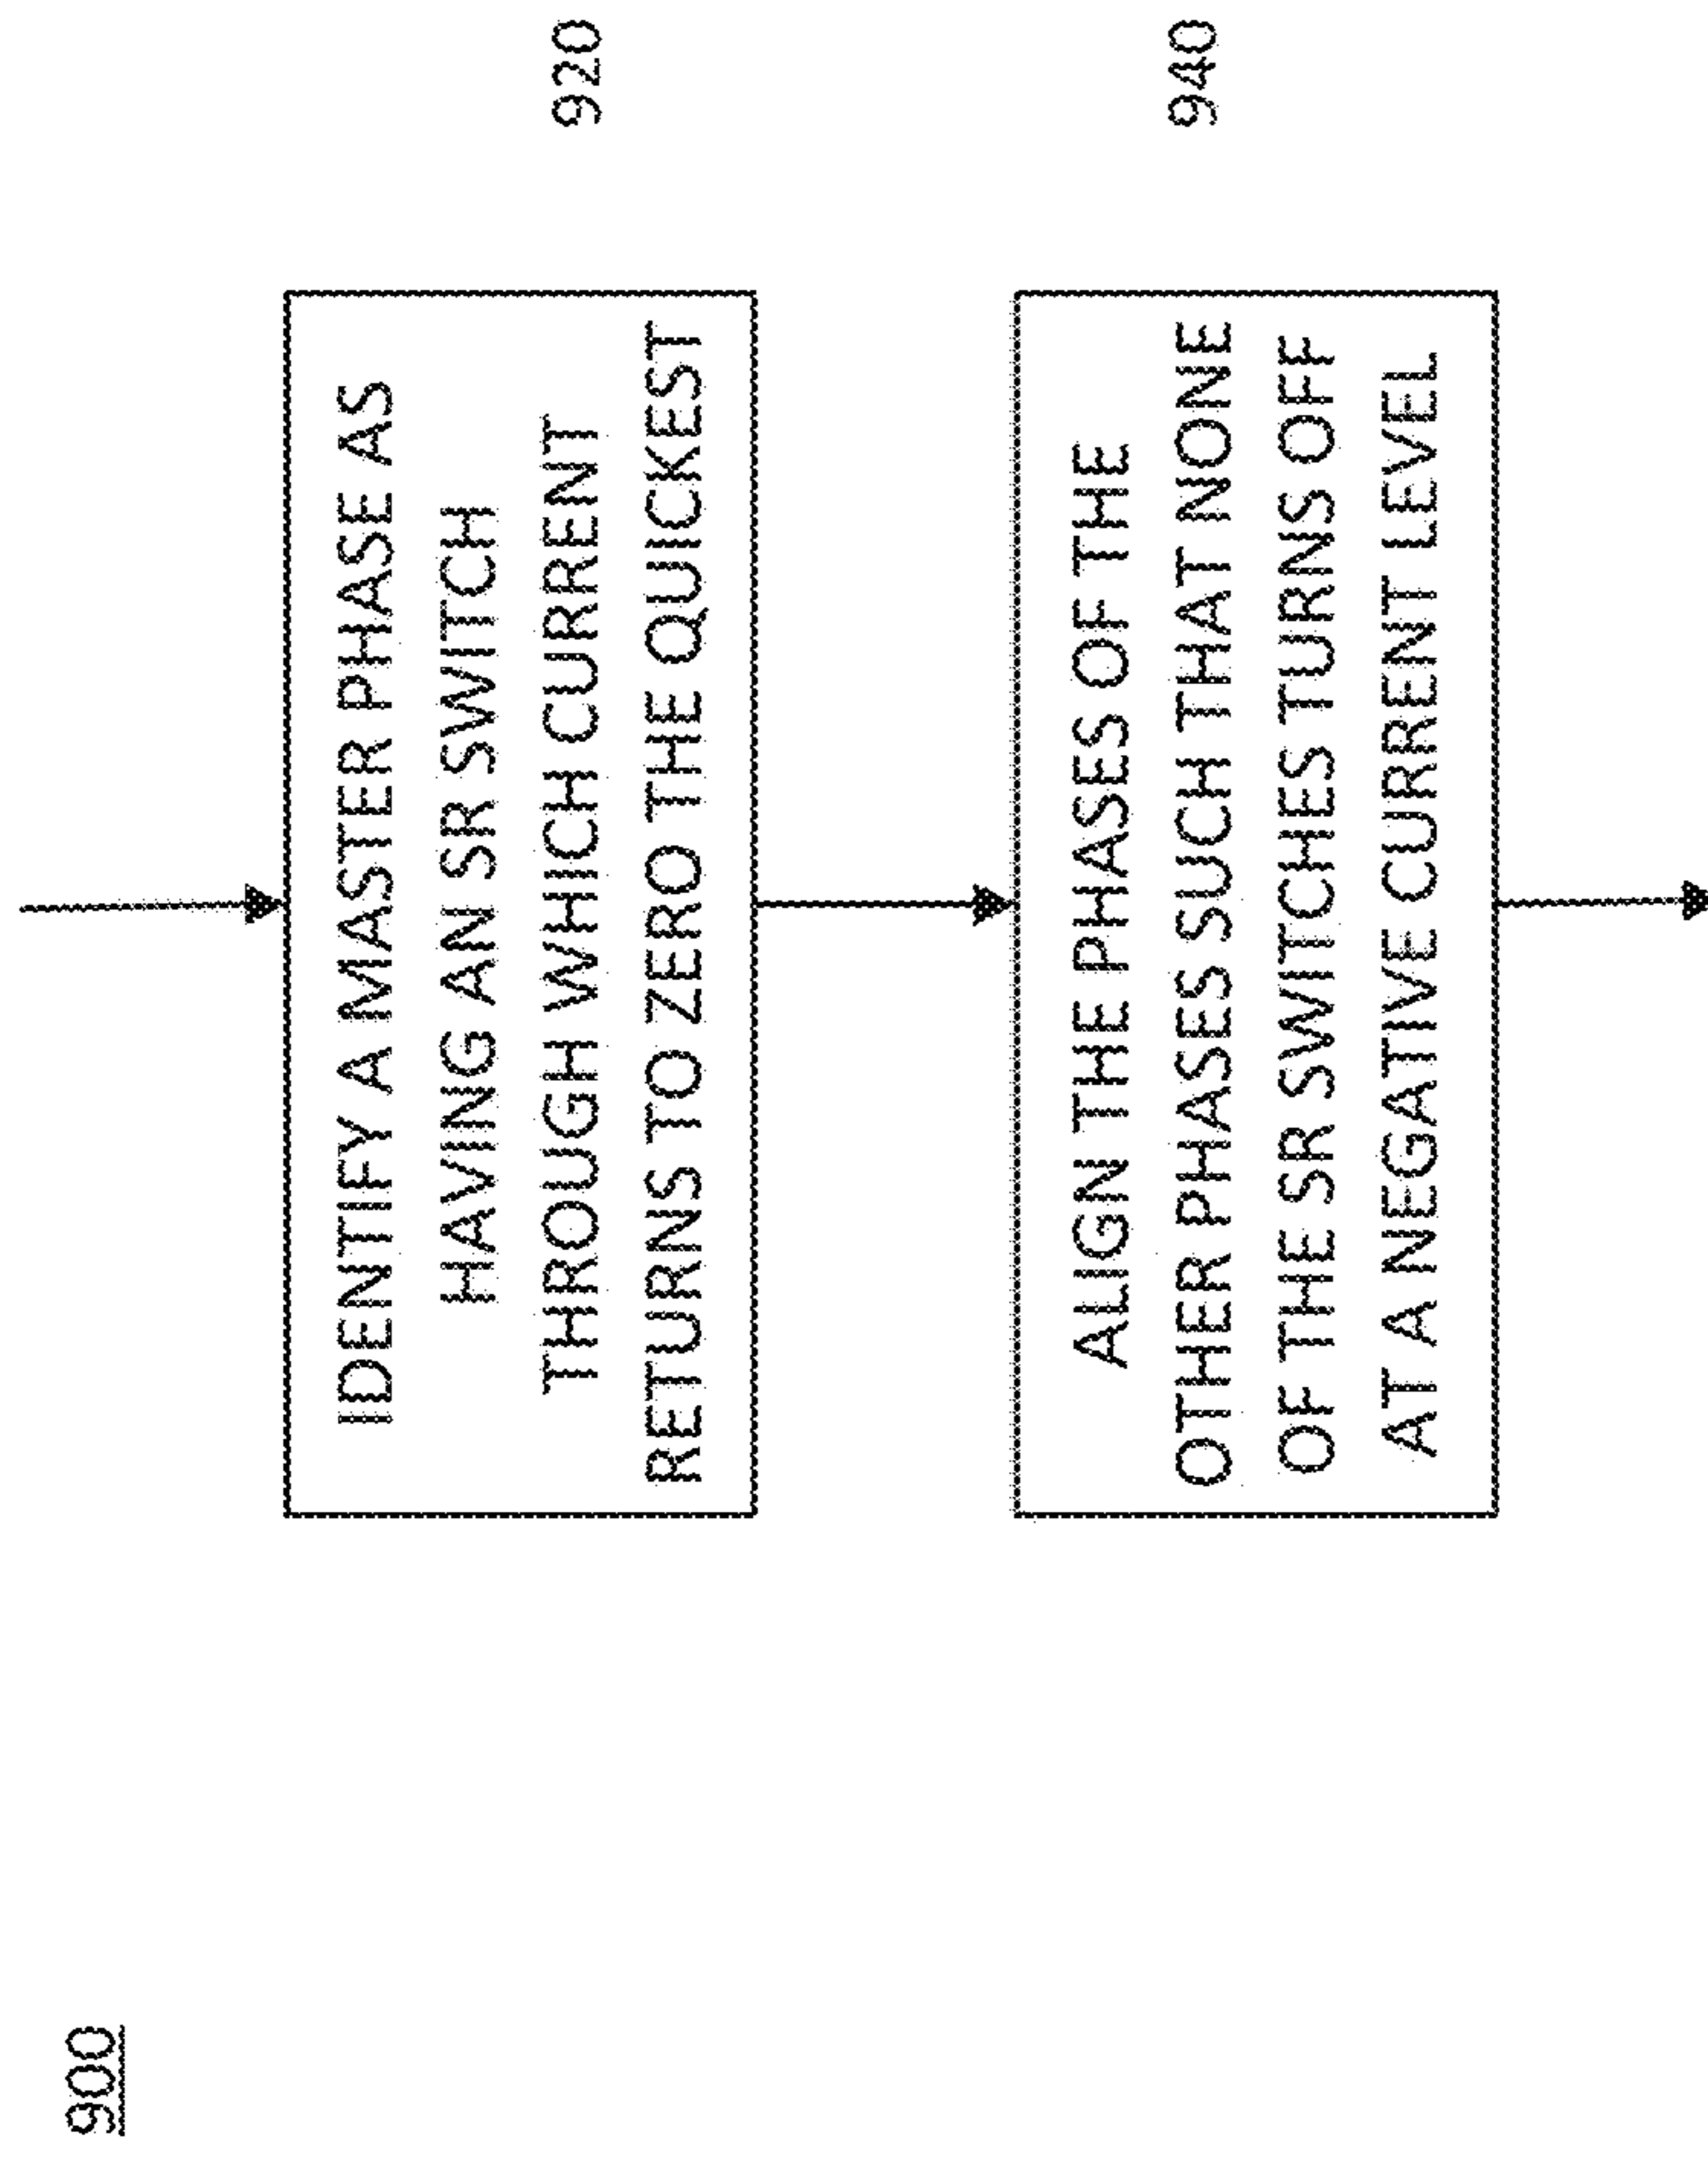 900
IDENTIFY A MASTER PHASE AS
HAVING AN SR SWITCH
THROUGH WHICH CURRENT
RETURNS TO ZERO THE QUICKEST
920
ALIGN THE PHASES OF THE
OTHER PHASES SUCH THAT NONE
OF THE SR SWITCHES TURNS OFF
AT A NEGATIVE CURRENT LEVEL
940